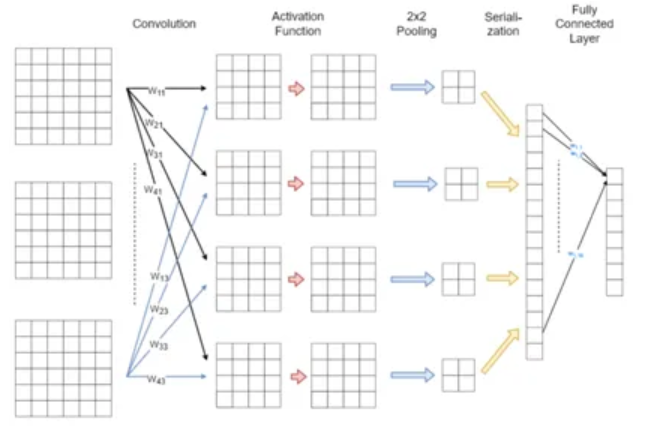 Convolution
Activation
Function
2x2
Pooling
Seriali-
zation
Fully
Connected
Layer
W11
W21
W31
W41
W13
W23
W33
W43